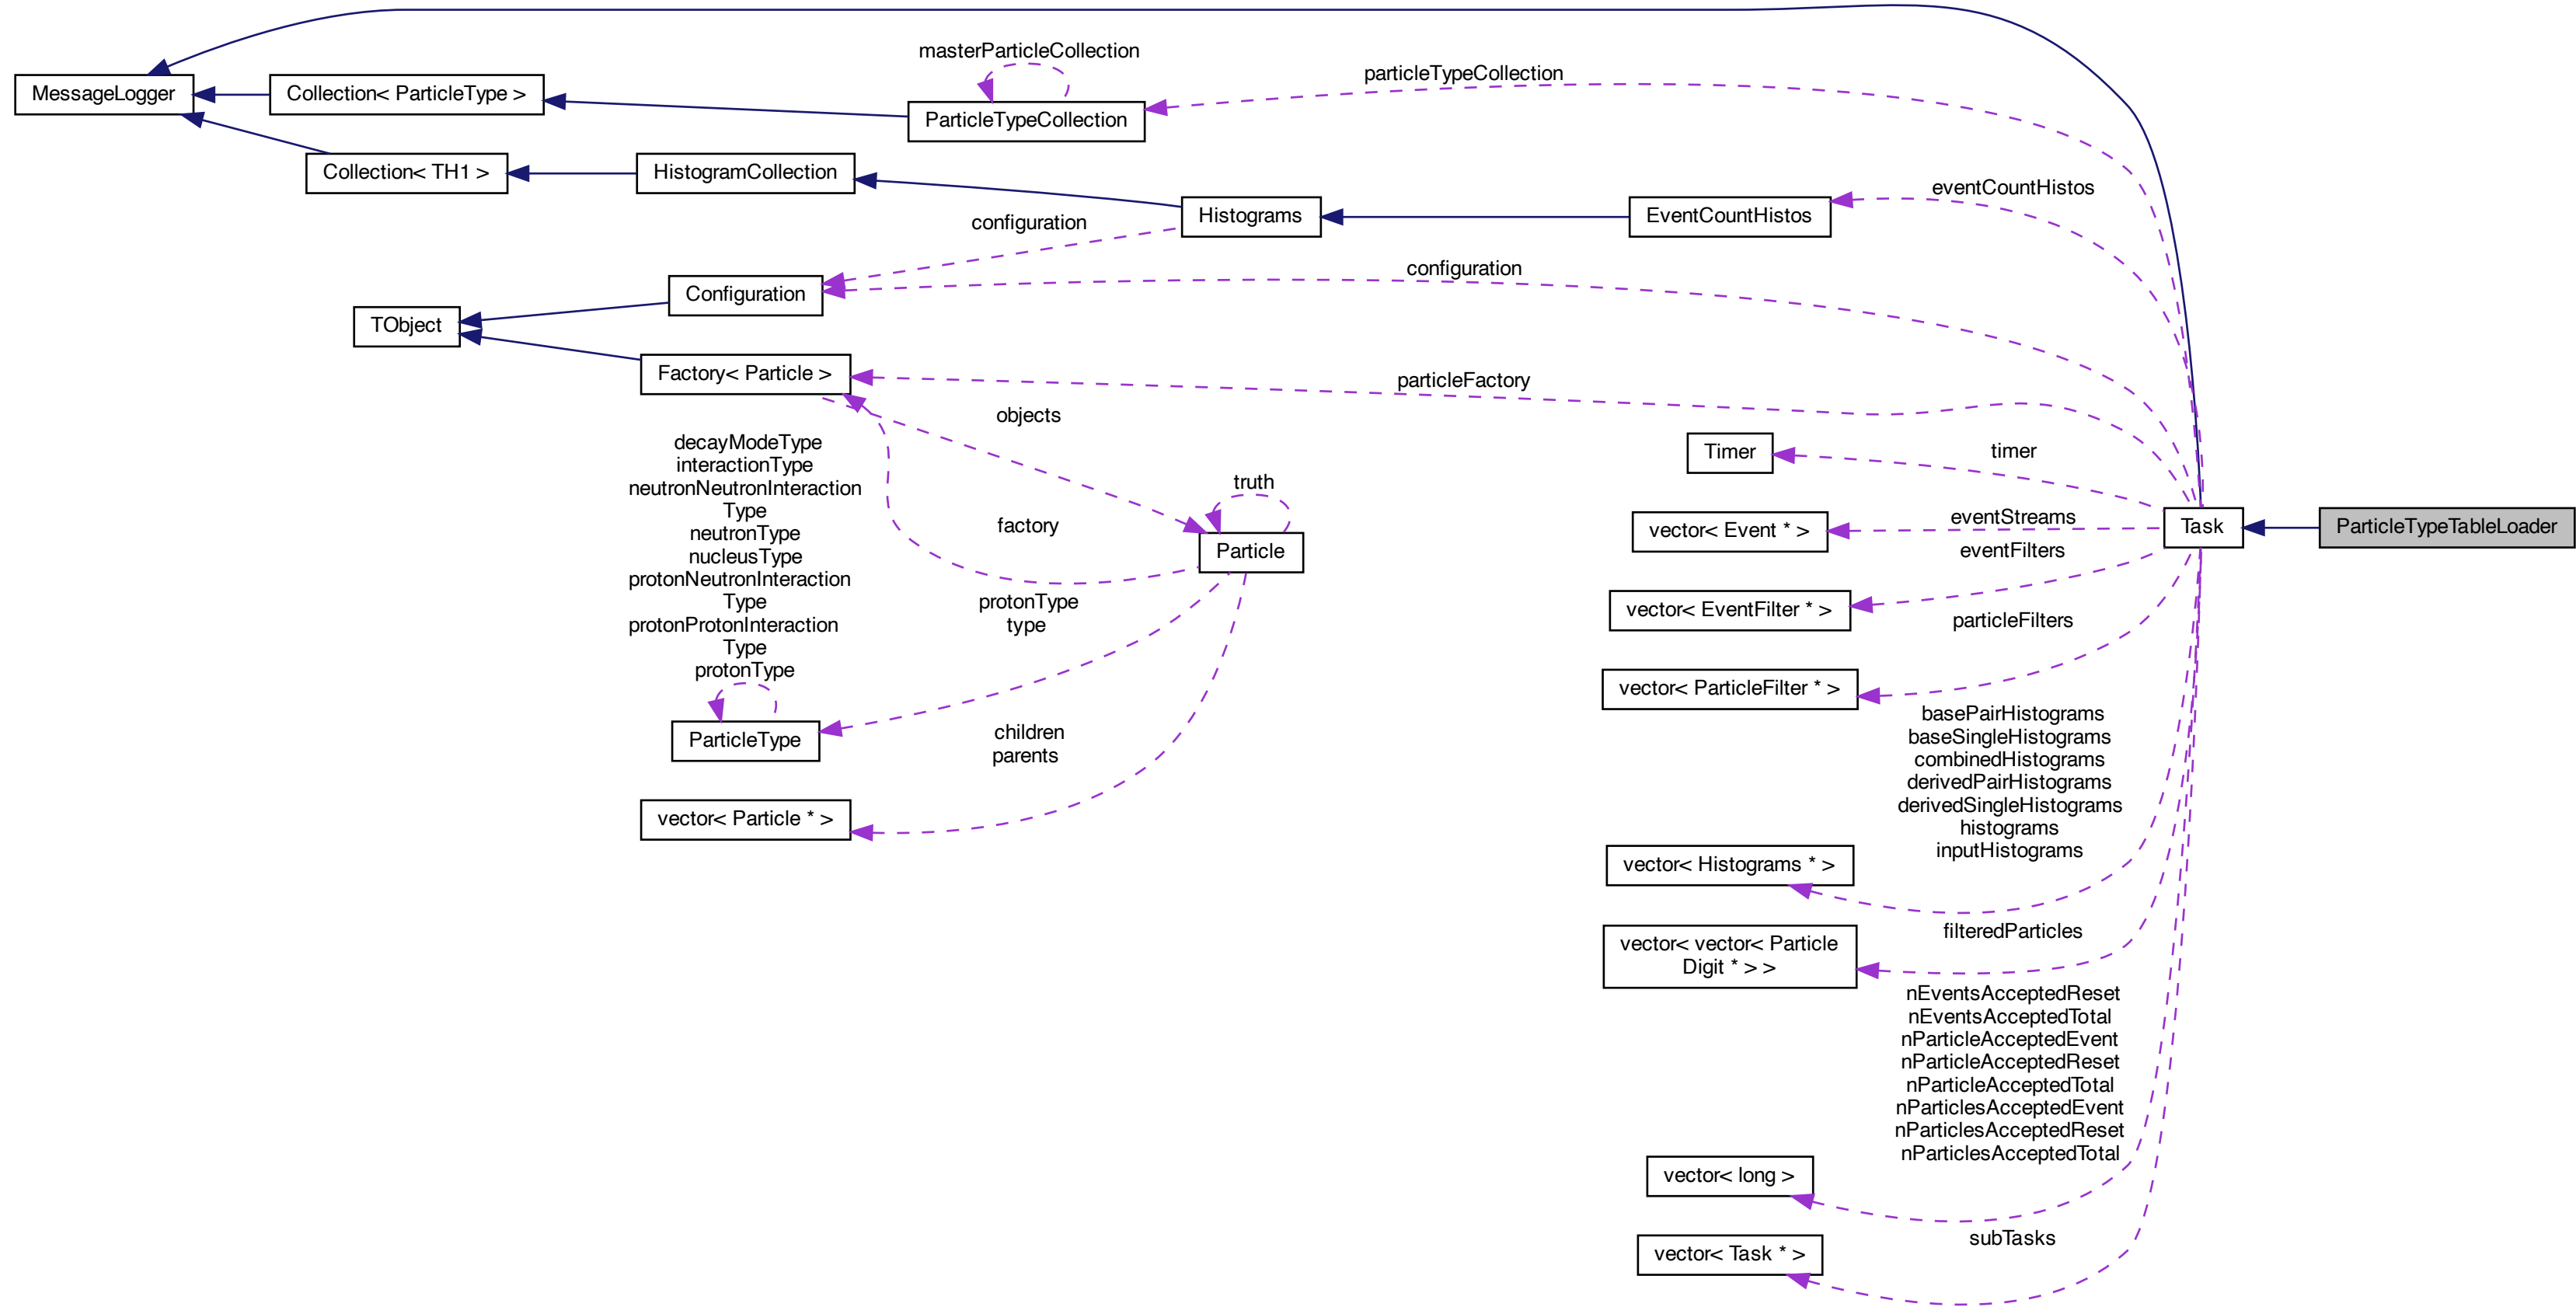 masterParticleCollection
particleTypeCollection
MessageLogger
Collection< ParticleType >
ParticleTypeCollection
Collection< TH1 >
HistogramCollection
eventCountHistos
Histograms
EventCountHistos
configuration
configuration
Configuration
TObject
Factory< Particle >
particleFactory
objects
decayModeType
interactionType
neutronNeutronInteraction
Type
neutronType
nucleusType
protonNeutronInteraction
Type
protonProtonInteraction
Type
protonType
truth
factory
Particle
protonType
type
ParticleType
children
parents
vector< Particle * >
Timer
timer
vector< Event * >
eventStreams
Task
ParticleTypeTableLoader
eventFilters
vector< EventFilter * >
particleFilters
vector< ParticleFilter * >
basePairHistograms
baseSingleHistograms
combinedHistograms
derivedPairHistograms
derivedSingleHistograms
histograms
inputHistograms
vector< Histograms * >
filteredParticles
vector< vector< Particle
Digit * > >
nEventsAcceptedReset
nEventsAcceptedTotal
nParticleAcceptedEvent
nParticleAcceptedReset
nParticleAcceptedTotal
nParticlesAcceptedEvent
nParticlesAcceptedReset
nParticlesAcceptedTotal
vector< long >
subTasks
vector< Task * >